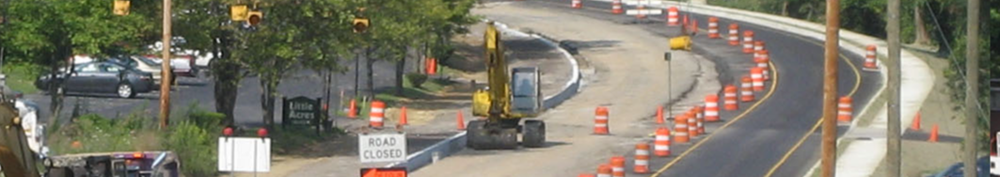 Little
Acres
ROAD
CLOSED